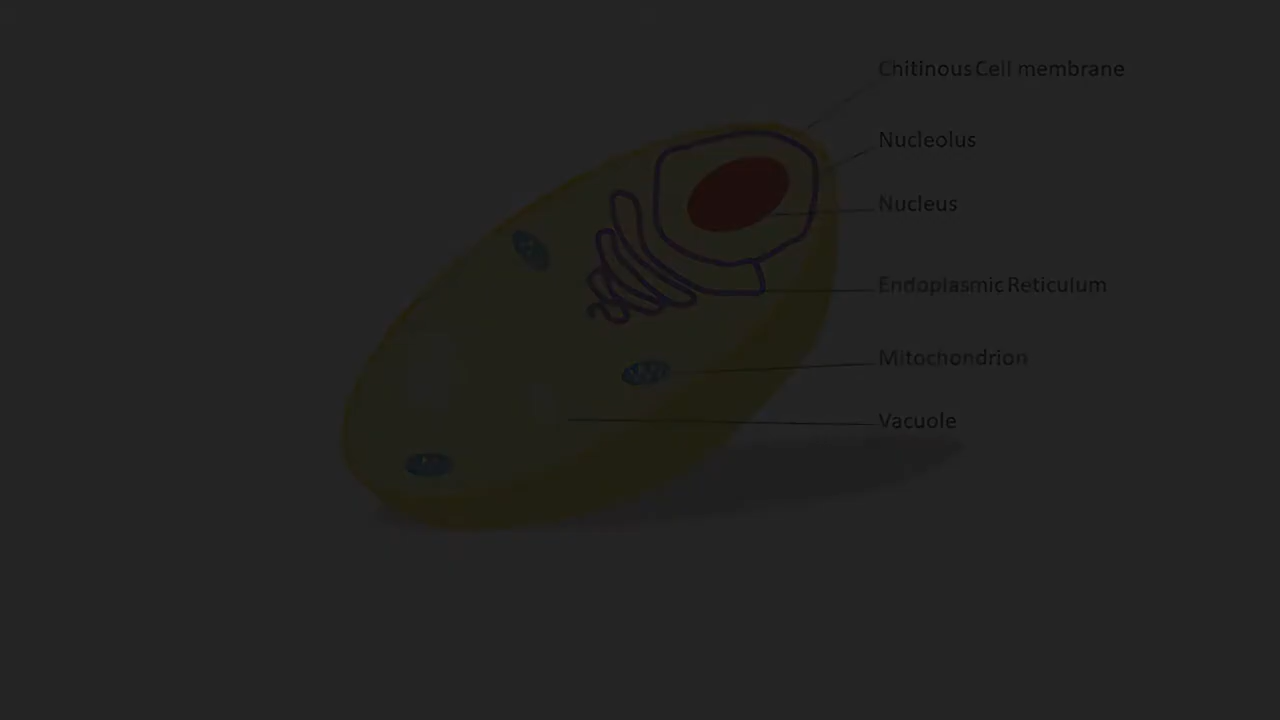 Chitinous Cell membrane
Nucleolus
Nucleus
Endoplasmic Reticulum
Mitochondrion
Vacuole